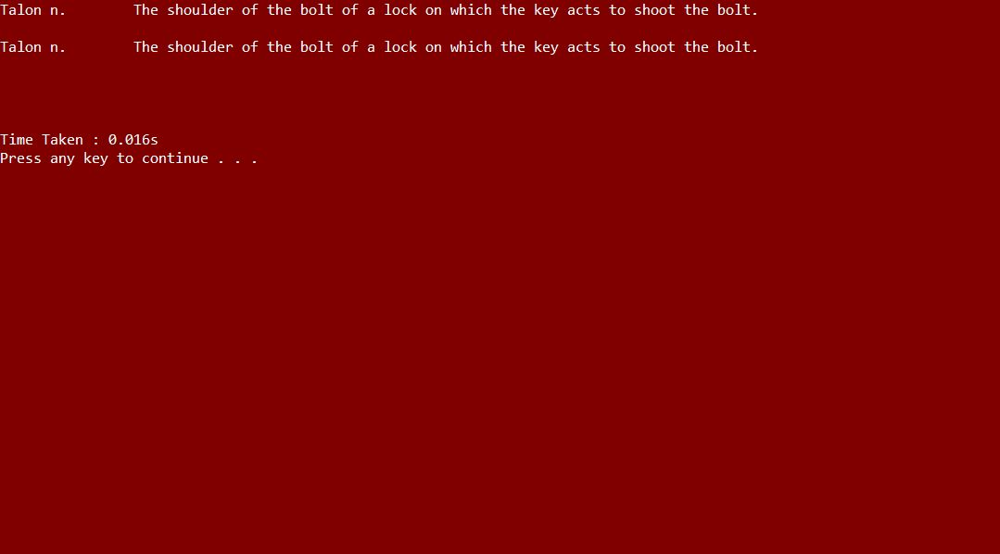 Talon n. The shoulder of the bolt of a lock on which the key acts to shoot the bolt.
Talon n. The shoulder of the bolt of a lock on which the key acts to shoot the bolt.
Time Taken : 0.016s
Press any key to continue . . .